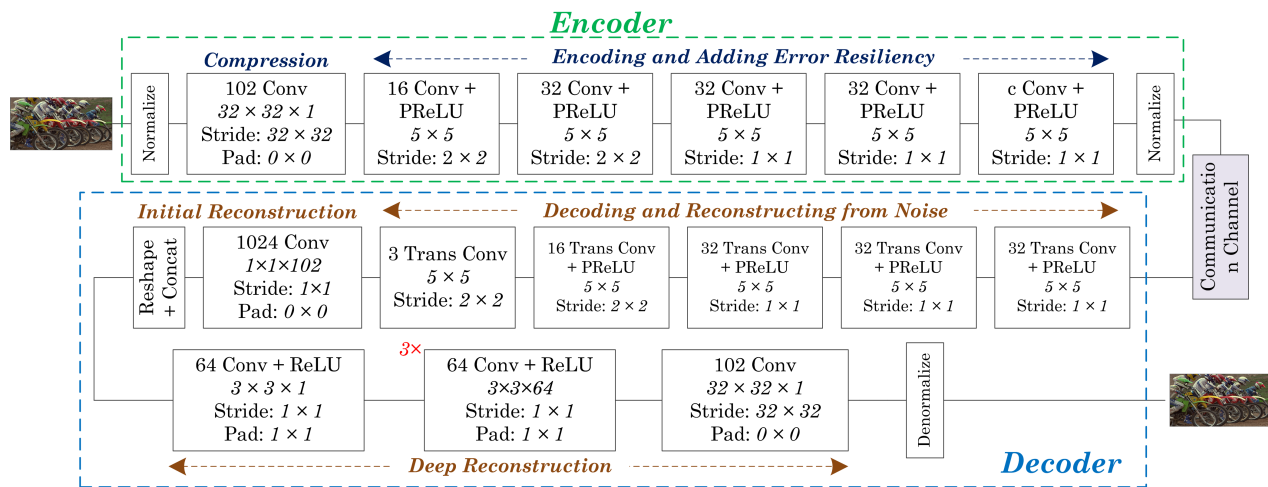 Encoder
Compression
Encoding and Adding Error Resiliency
Normalize
102 Conv
32 × 32 × 1
Stride: 32 × 32
Pad: 0 × 0
16 Conv +
PReLU
5 × 5
Stride: 2 × 2
32 Conv +
PReLU
5 × 5
Stride: 2 × 2
32 Conv +
PReLU
5 × 5
Stride: 1 × 1
32 Conv +
PReLU
5 × 5
Stride: 1 × 1
c Conv +
PReLU
5 × 5
Stride: 1 × 1
Normalize
Communicatio
n Channel
Initial Reconstruction
Decoding and Reconstructing from Noise
Reshape
+ Concat
1024 Conv
1×1×102
Stride: 1×1
Pad: 0 × 0
3 Trans Conv
5 × 5
Stride: 2 × 2
16 Trans Conv
+ PReLU
5 × 5
Stride: 2 × 2
32 Trans Conv
+ PReLU
5 × 5
Stride: 1 × 1
32 Trans Conv
+ PReLU
5 × 5
Stride: 1 × 1
32 Trans Conv
+ PReLU
5 × 5
Stride: 1 × 1
64 Conv + ReLU
3 × 3 × 1
Stride: 1 × 1
Pad: 1 × 1
3×
64 Conv + ReLU
3×3×64
Stride: 1 × 1
Pad: 1 × 1
102 Conv
32 × 32 × 1
Stride: 32 × 32
Pad: 0 × 0
Denormalize
Deep Reconstruction
Decoder